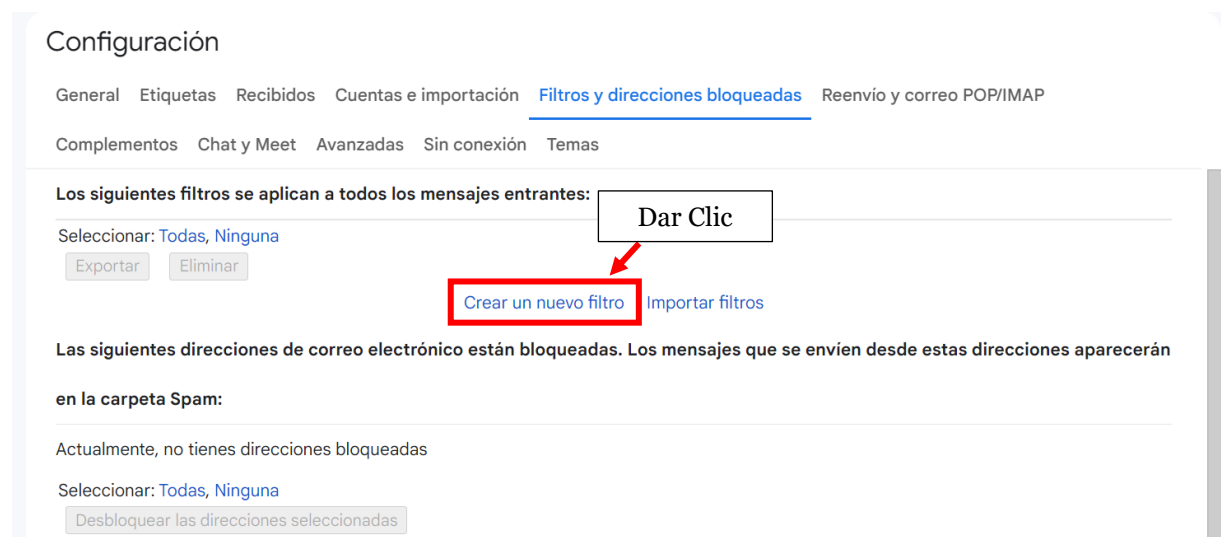 Configuración
General Etiquetas Recibidos Cuentas e importación Filtros y direcciones bloqueadas Reenvío y correo POP/IMAP
Complementos Chat y Meet Avanzadas Sin conexión Temas
Los siguientes filtros se aplican a todos los mensajes entrantes:
Dar Clic
Seleccionar: Todas, Ninguna
Exportar Eliminar
Crear un nuevo filtro Importar filtros
Las siguientes direcciones de correo electrónico están bloqueadas. Los mensajes que se envíen desde estas direcciones aparecerán
en la carpeta Spam:
Actualmente, no tienes direcciones bloqueadas
Seleccionar: Todas, Ninguna
Desbloquear las direcciones seleccionadas